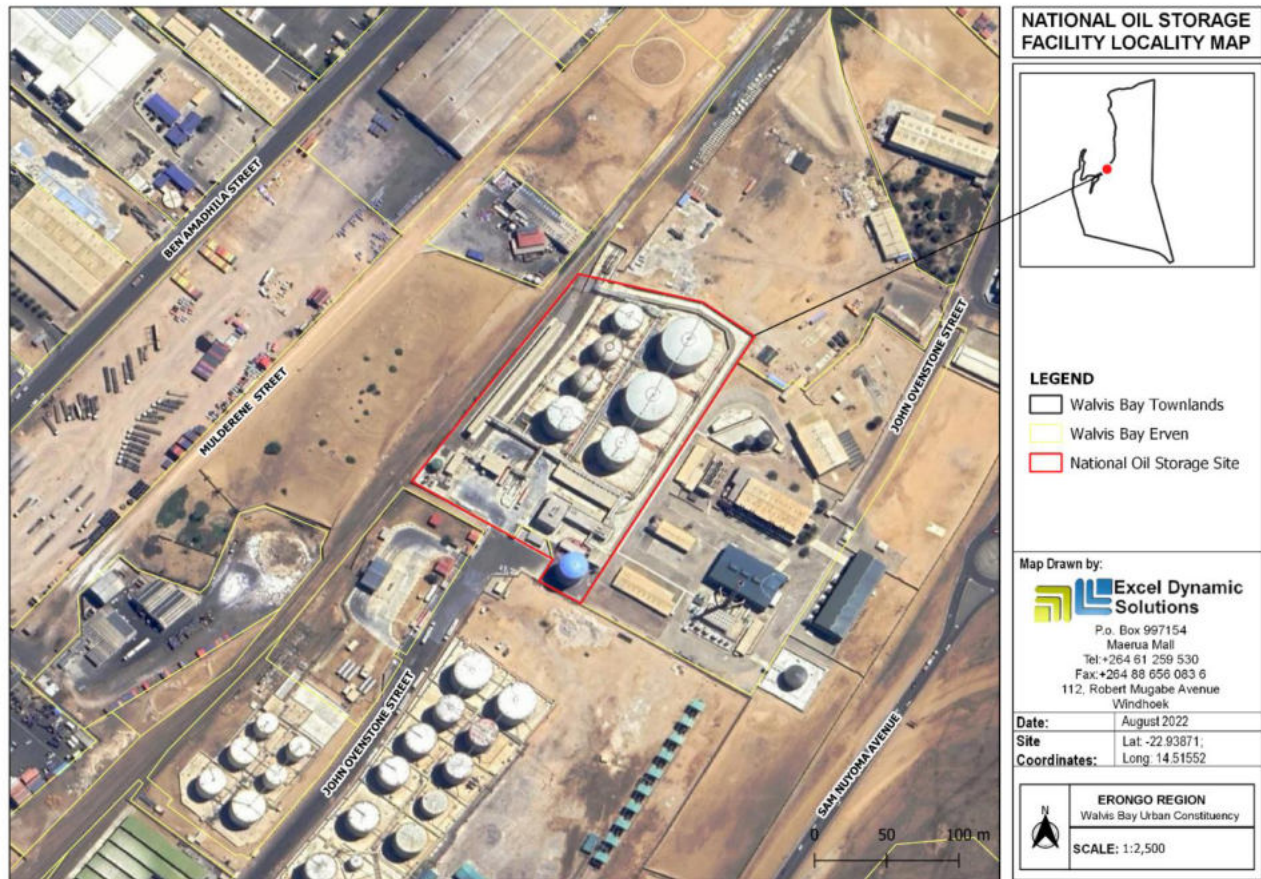 NATIONAL OIL STORAGE
FACILITY LOCALITY MAP
BEN AMADHILA STREET
MULDERENE STREET
JOHN OVENSTONE STREET
JOHN OVENSTONE STREET
SAM NUYOMA AVENUE
0 50 100 m
LEGEND
Walvis Bay Townlands
Walvis Bay Erven
National Oil Storage Site
Map Drawn by:
Excel Dynamic
Solutions
P.o. Box 997154
Maerua Mall
Tel:+264 61 259 530
Fax:+264 88 656 083 6
112, Robert Mugabe Avenue
Windhoek
Date: August 2022
Site Lat: -22.93871;
Coordinates: Long: 14.51552
N
ERONGO REGION
Walvis Bay Urban Constituency
SCALE: 1:2,500